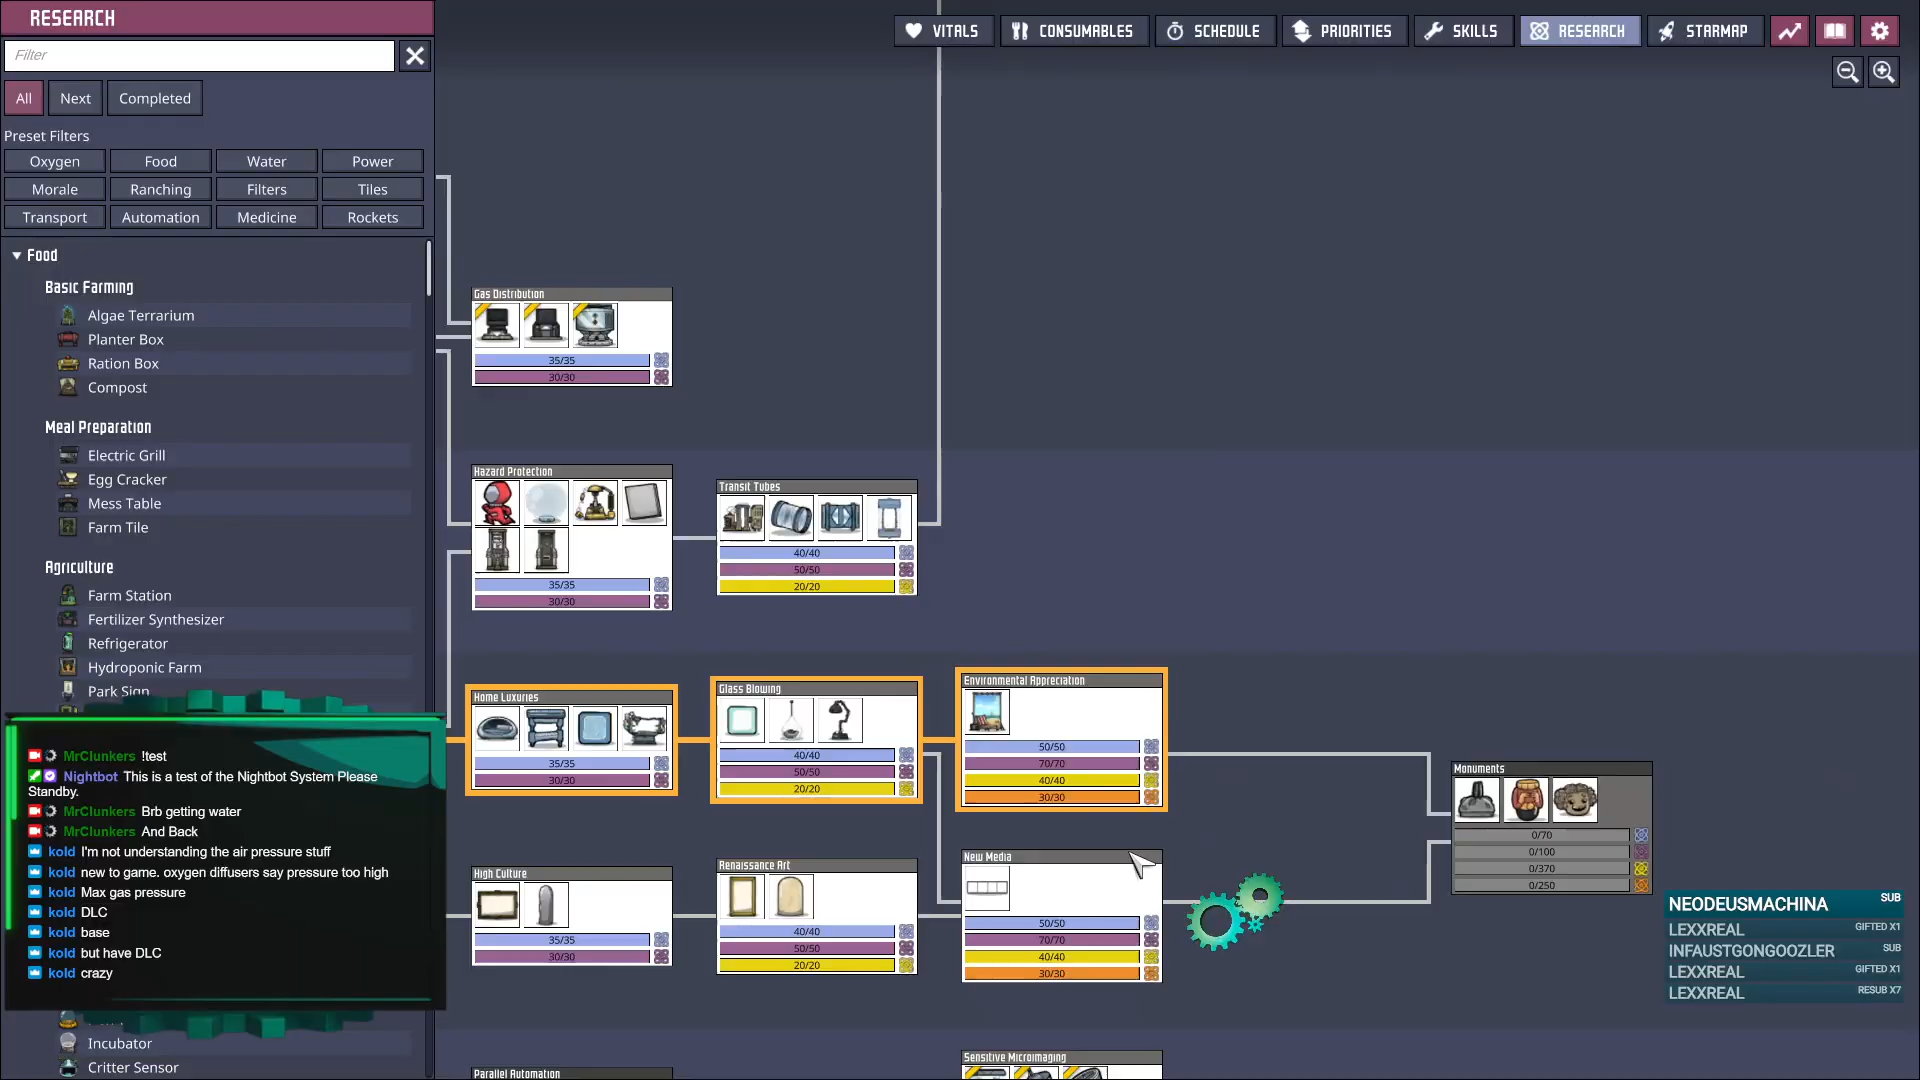 RESEARCH
Filter
All
Next
Completed
Preset Filters
Oxygen
Food
Water
Power
Morale
Ranching
Filters
Tiles
Transport
Automation
Medicine
Rockets
Food
Basic Farming
Algae Terrarium
Planter Box
Ration Box
Compost
Meal Preparation
Electric Grill
Egg Cracker
Mess Table
Farm Tile
Agriculture
Farm Station
Fertilizer Synthesizer
Refrigerator
Hydroponic Farm
Park Sign
MrClunkers !test
Nightbot This is a test of the Nightbot System Please
Standby.
MrClunkers Brb getting water
MrClunkers And Back
kold I'm not understanding the air pressure stuff
kold new to game. oxygen diffusers say pressure too high
kold Max gas pressure
kold DLC
kold base
kold but have DLC
kold crazy
Incubator
Critter Sensor
VITALS
CONSUMABLES
SCHEDULE
PRIORITIES
SKILLS
RESEARCH
STARMAP
Gas Distribution
35/35
30/30
Hazard Protection
35/35
30/30
Transit Tubes
40/40
50/50
20/20
Home Luxuries
35/35
30/30
Glass Blowing
40/40
50/50
20/20
Environmental Appreciation
50/50
70/70
40/40
30/30
Monuments
0/70
0/100
0/370
0/250
High Culture
35/35
30/30
Renaissance Art
40/40
50/50
20/20
New Media
50/50
70/70
40/40
30/30
Parallel Automation
Sensitive Microimaging
NEODEUSMACHINA SUB
LEXXREAL GIFTED X1
INFAUSTGONGOOZLER SUB
LEXXREAL GIFTED X1
LEXXREAL RESUB X7